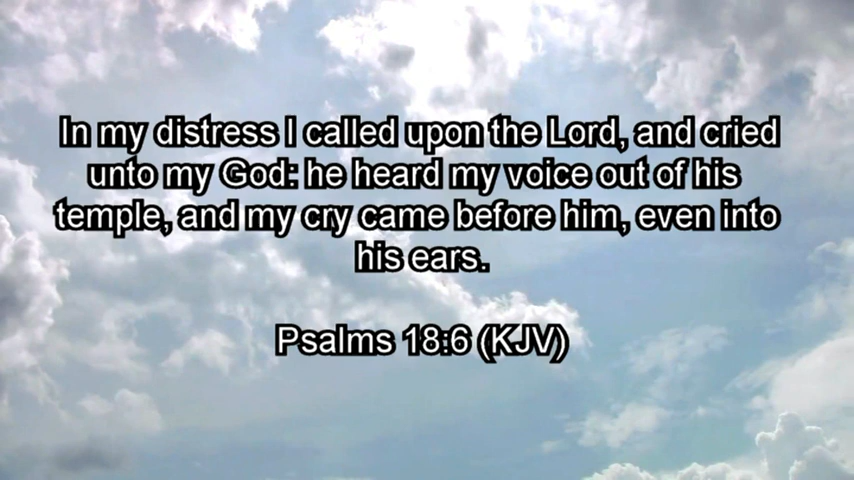 In my distress I called upon the Lord, and cried
unto my God: he heard my voice out of his
temple, and my cry came before him, even into
his ears.
Psalms 18:6 (KJV)